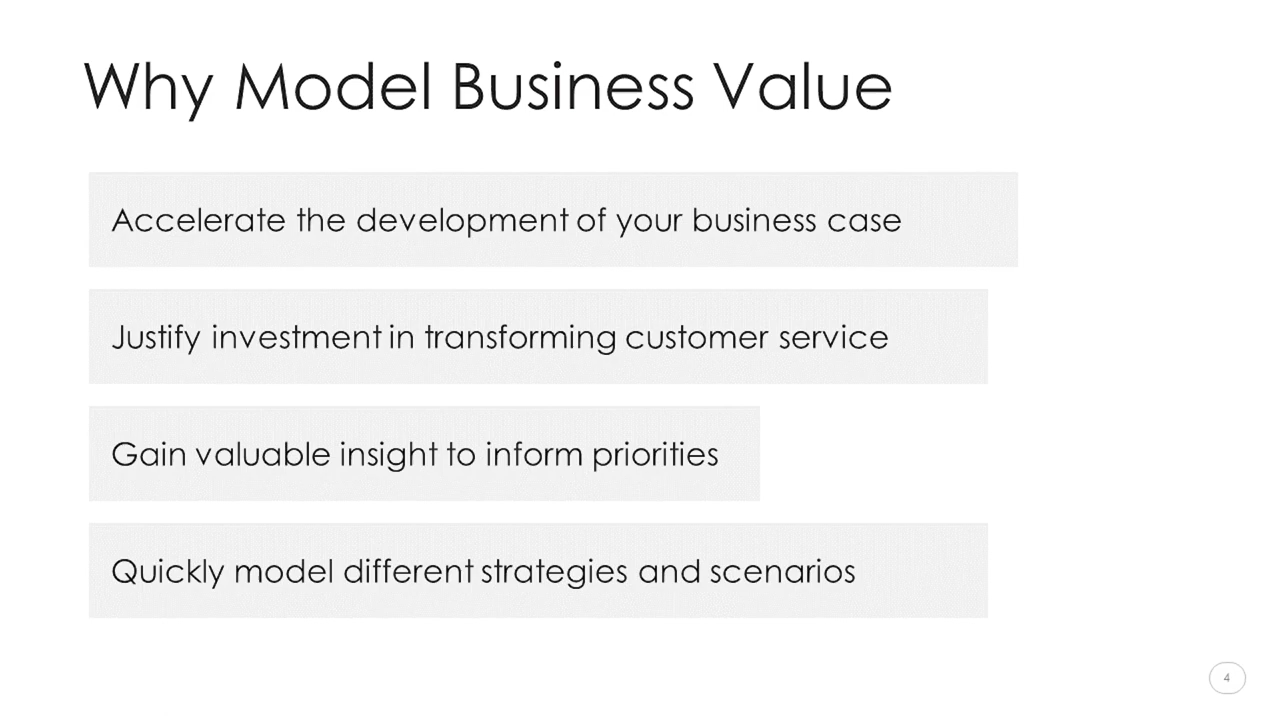 Why Model Business Value
Accelerate the development of your business case
Justify investment in transforming customer service
Gain valuable insight to inform priorities
Quickly model different strategies and scenarios
4